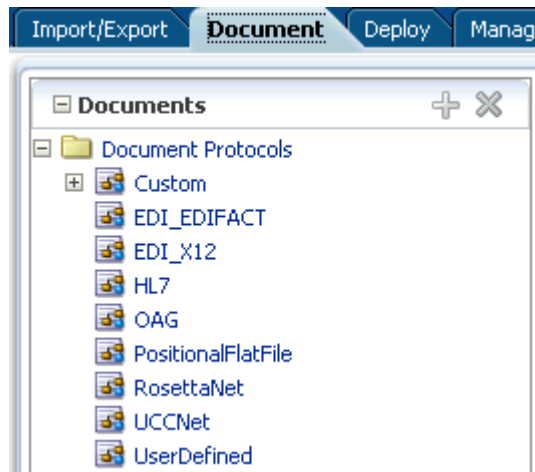 Import/Export Document Deploy Manag
Documents
Document Protocols
Custom
EDI_EDIFACT
EDI_X12
HL7
OAG
PositionalFlatFile
RosettaNet
UCCNet
UserDefined